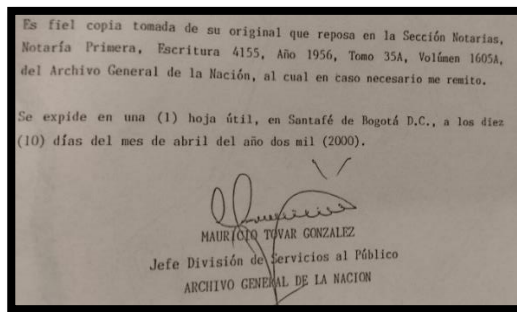 Es fiel copia tomada de su original que reposa en la Sección Notarías,
Notaría Primera, Escritura 4155, Año 1956, Tomo 35A, Volúmen 1605A,
del Archivo General de la Nación, al cual en caso necesario me remito.
Se expide en una (1) hoja útil, en Santafé de Bogotá D.C., a los diez
(10) días del mes de abril del año dos mil (2000).
MAURICIO TOVAR GONZALEZ
Jefe División de Servicios al Público
ARCHIVO GENERAL DE LA NACION